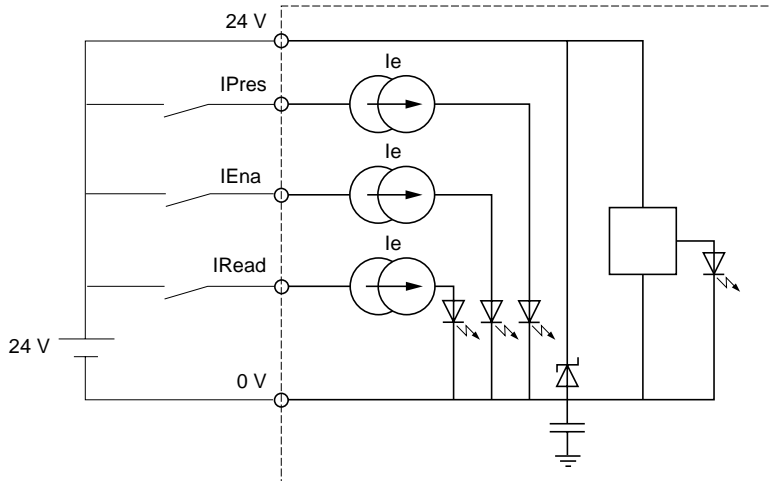 24 V
Ie
IPres
Ie
IEna
Ie
IRead
24 V
0 V